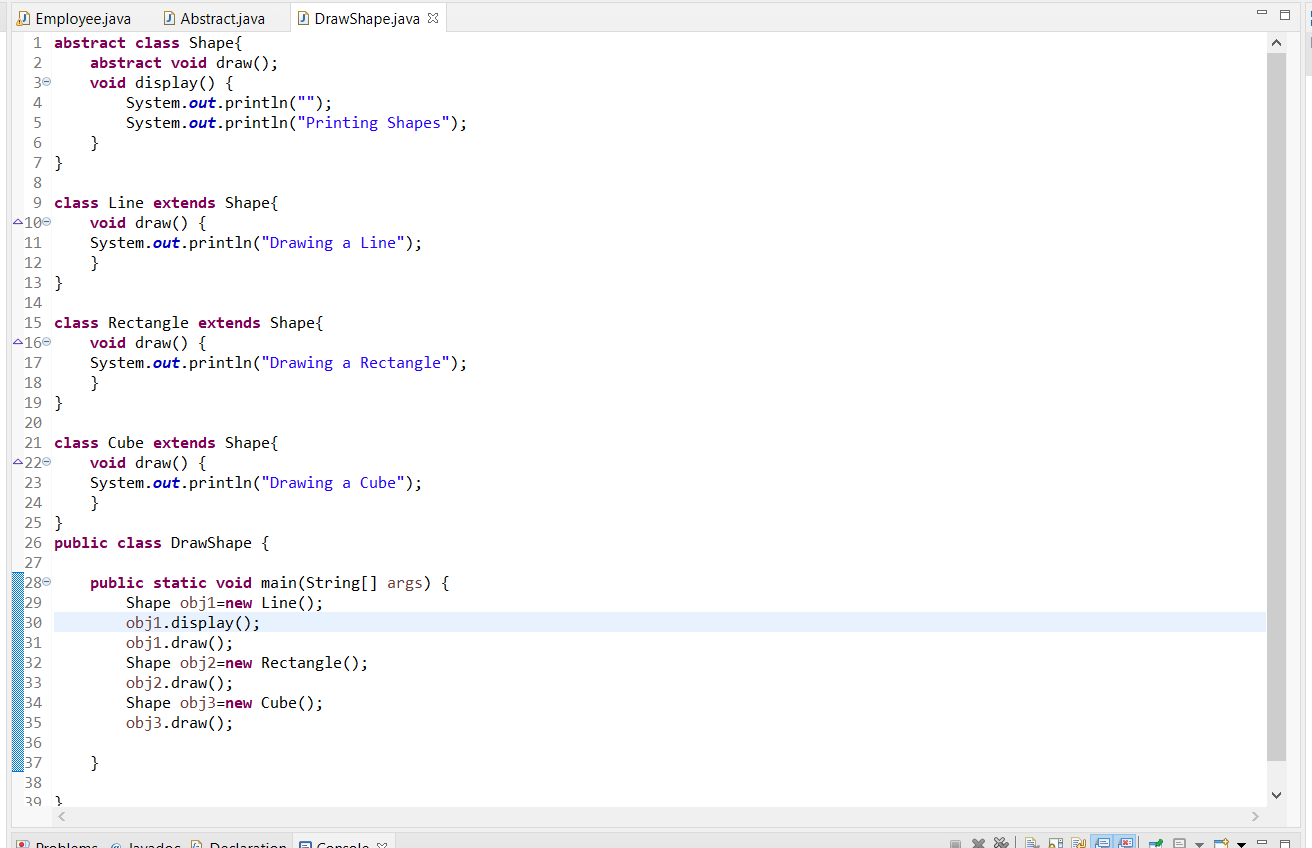 Employee.java Abstract.java DrawShape.java
1 abstract class Shape{
2     abstract void draw();
3     void display() {
4         System.out.println("");
5         System.out.println("Printing Shapes");
6     }
7 }
8
9 class Line extends Shape{
10     void draw() {
11     System.out.println("Drawing a Line");
12     }
13 }
14
15 class Rectangle extends Shape{
16     void draw() {
17     System.out.println("Drawing a Rectangle");
18     }
19 }
20
21 class Cube extends Shape{
22     void draw() {
23     System.out.println("Drawing a Cube");
24     }
25 }
26 public class DrawShape {
27
28     public static void main(String[] args) {
29         Shape obj1=new Line();
30         obj1.display();
31         obj1.draw();
32         Shape obj2=new Rectangle();
33         obj2.draw();
34         Shape obj3=new Cube();
35         obj3.draw();
36
37     }
38
39 }
Problems Javadoc Declaration Console